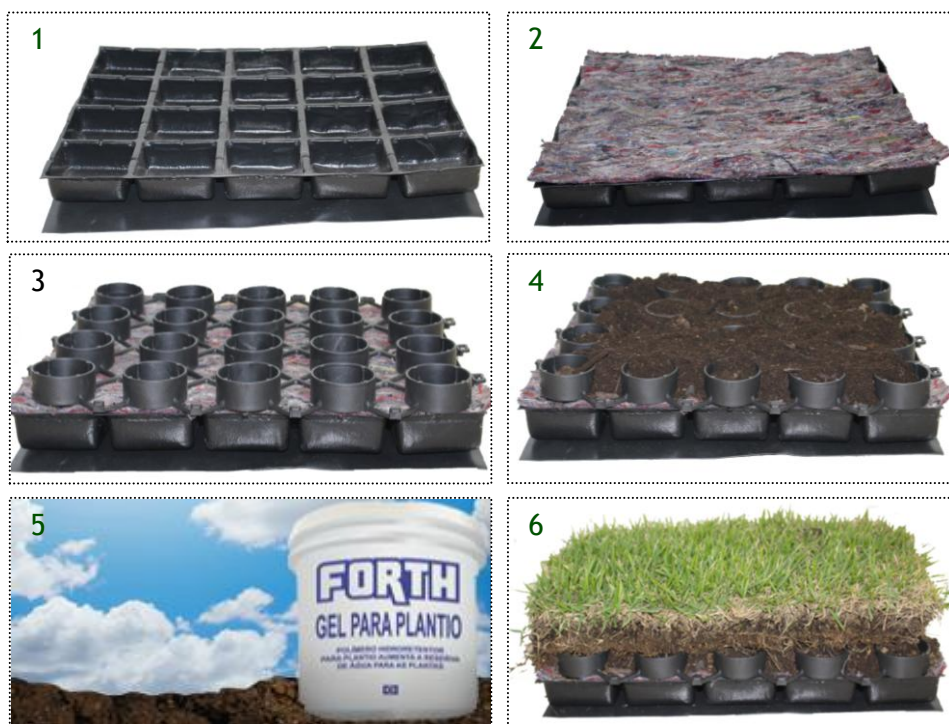 1
2
3
4
5
FORTH
GEL PARA PLANTIO
POLÍMERO HIDRORETENTOR
PARA PLANTIO AUMENTA A RESERVA
DE ÁGUA PARA AS PLANTAS
6